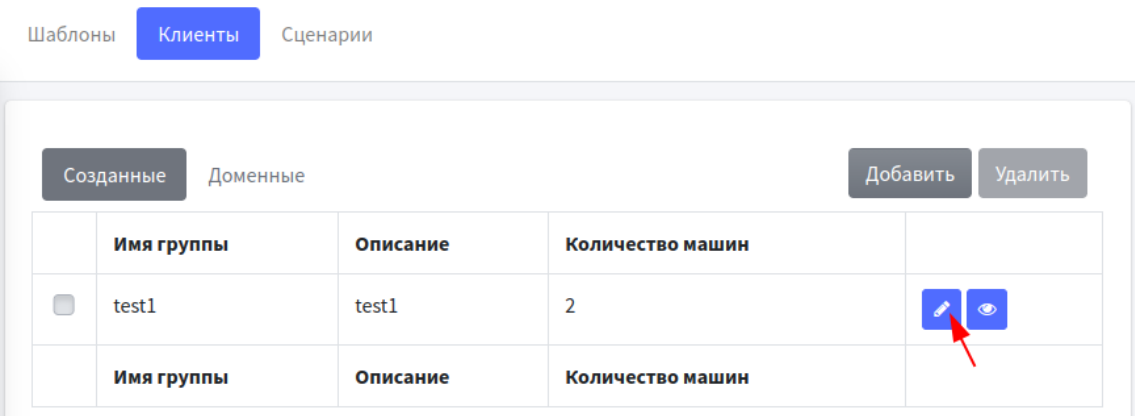 Шаблоны Клиенты Сценарии
Созданные Доменные Добавить Удалить
Имя группы Описание Количество машин
test1 test1 2
Имя группы Описание Количество машин